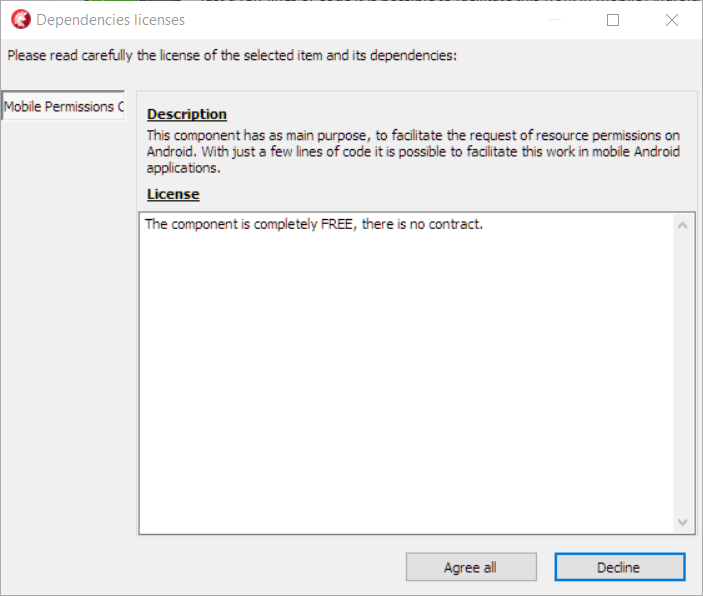 Dependencies licenses
Please read carefully the license of the selected item and its dependencies:
Mobile Permissions C
Description
This component has as main purpose, to facilitate the request of resource permissions on
Android. With just a few lines of code it is possible to facilitate this work in mobile Android
applications.
License
The component is completely FREE, there is no contract.
Agree all
Decline